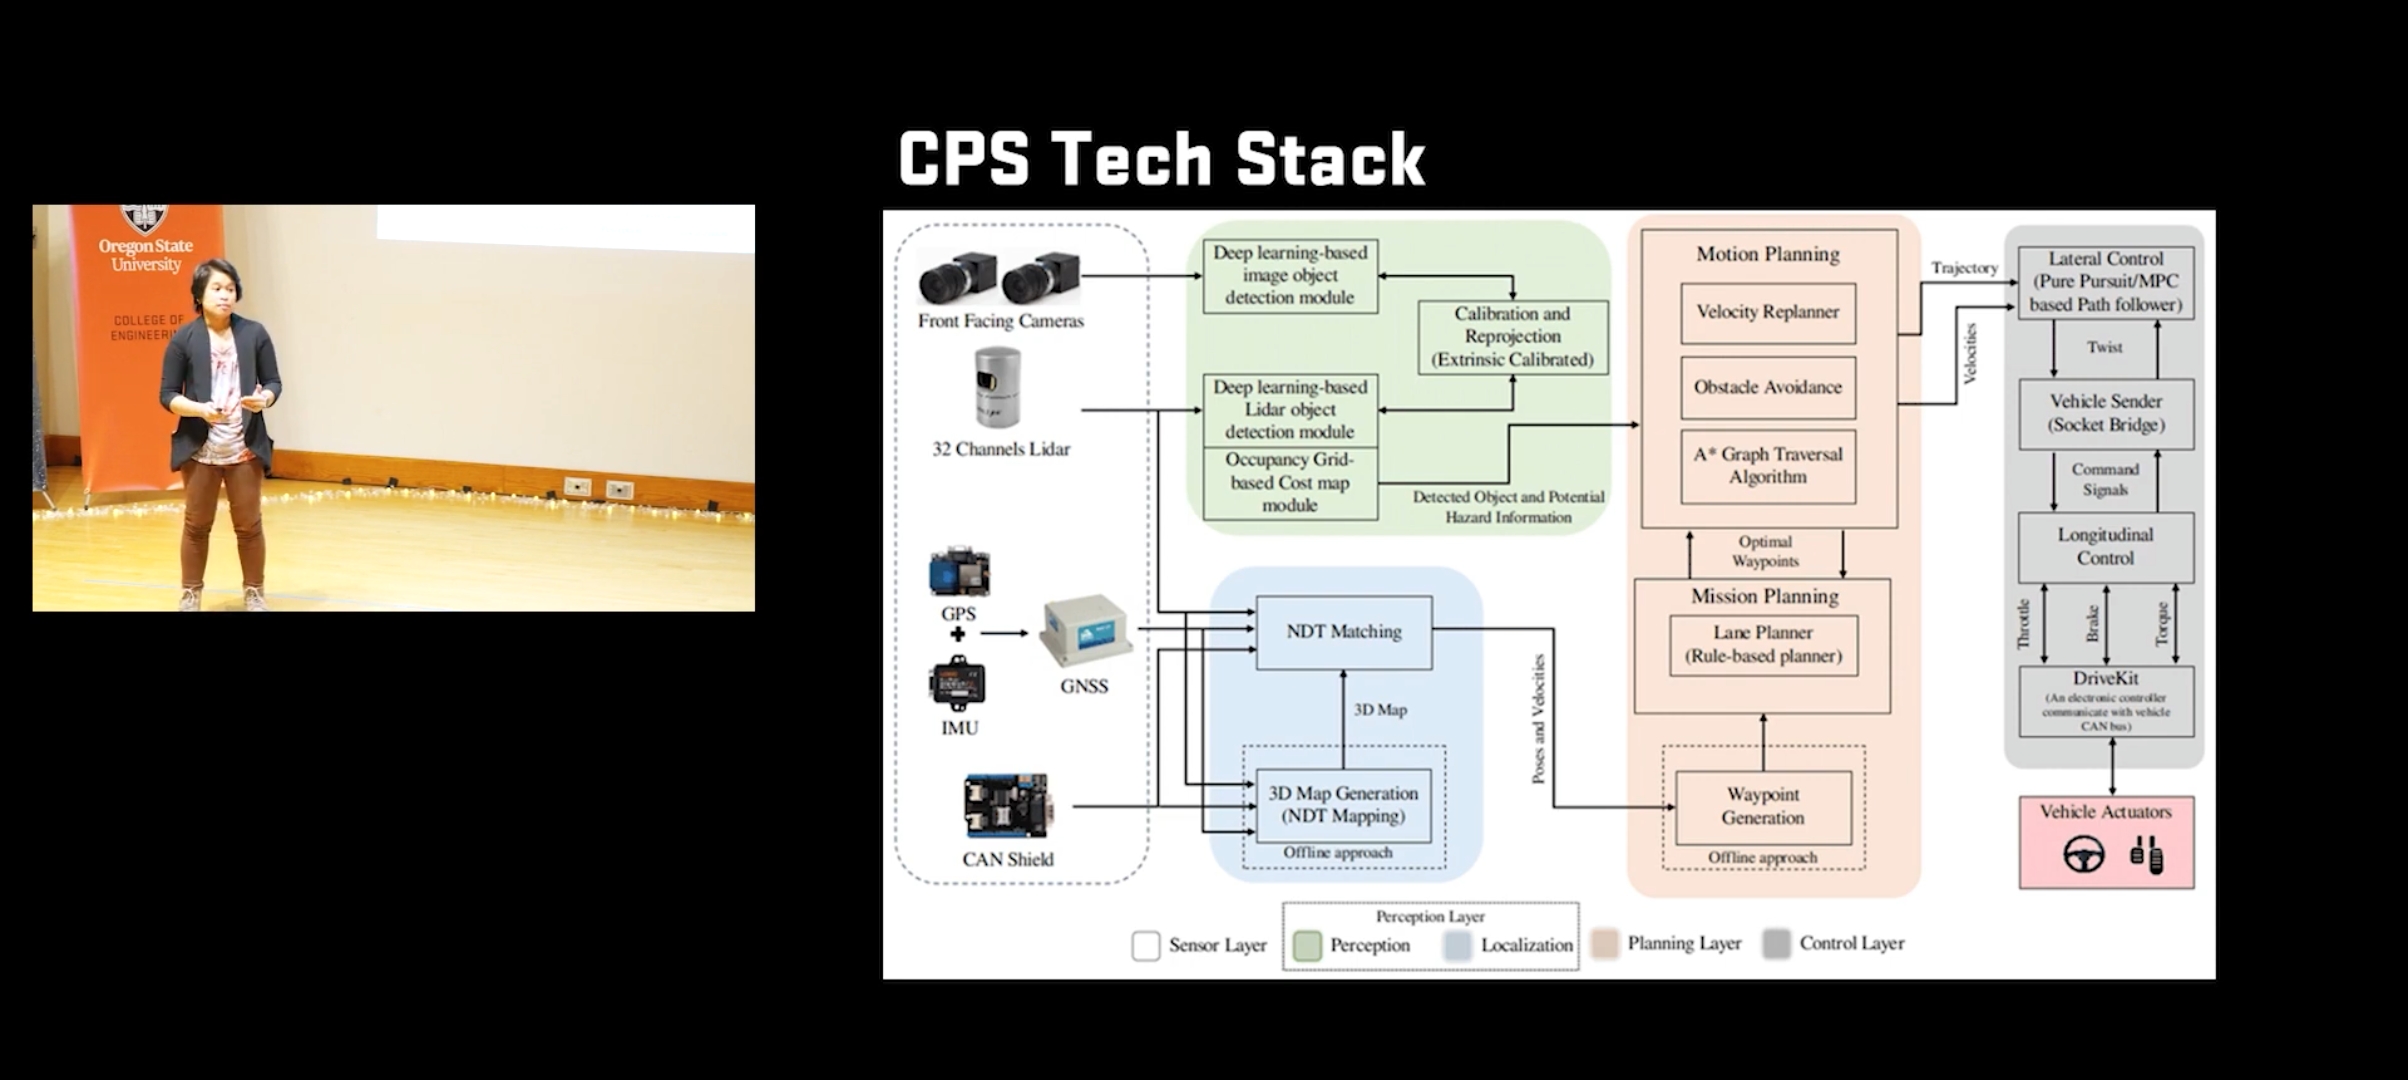 CPS Tech Stack
Oregon State
University
COLLEGE OF
ENGINEERIN
Front Facing Cameras
32 Channels Lidar
GPS
+
IMU
GNSS
CAN Shield
Deep learning-based
image object
detection module
Calibration and
Reprojection
(Extrinsic Calibrated)
Deep learning-based
Lidar object
detection module
Occupancy Grid-
based Cost map
module
Detected Object and Potential
Hazard Information
NDT Matching
3D Map
3D Map Generation
(NDT Mapping)
Offline approach
Poses and Velocities
Motion Planning
Velocity Replanner
Obstacle Avoidance
A* Graph Traversal
Algorithm
Optimal
Waypoints
Mission Planning
Lane Planner
(Rule-based planner)
Waypoint
Generation
Offline approach
Trajectory
Velocities
Lateral Control
(Pure Pursuit/MPC
based Path follower)
Twist
Vehicle Sender
(Socket Bridge)
Command
Signals
Longitudinal
Control
Throttle
Brake
Torque
DriveKit
(An electronic controller
communicate with vehicle
CAN bus)
Vehicle Actuators
Perception Layer
Sensor Layer
Perception
Localization
Planning Layer
Control Layer